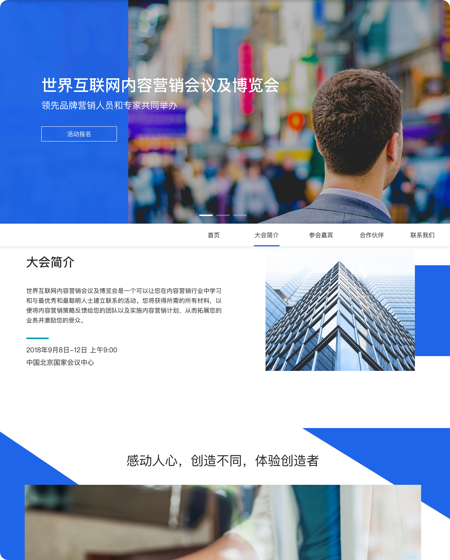 世界互联网内容营销会议及博览会
领先品牌营销人员和专家共同举办
活动报名
首页 大会简介 参会嘉宾 合作伙伴 联系我们
大会简介
世界互联网内容营销会议及博览会是一个可以让您在内容营销行业中学习
和与最优秀和最聪明人士建立联系的活动。您将获得所需的所有材料，以
便将内容营销策略反馈给您的团队以及实施内容营销计划，从而拓展您的
业务并激励您的受众。
2018年9月8日-12日 上午9:00
中国北京国家会议中心
感动人心，创造不同，体验创造者